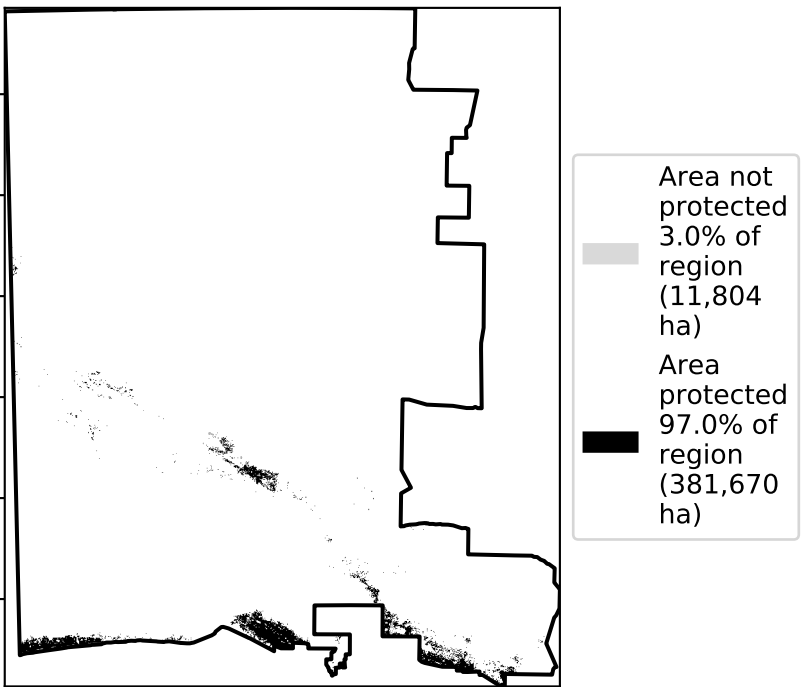 Area not
protected
3.0% of
region
(11,804
ha)
Area
protected
97.0% of
region
(381,670
ha)